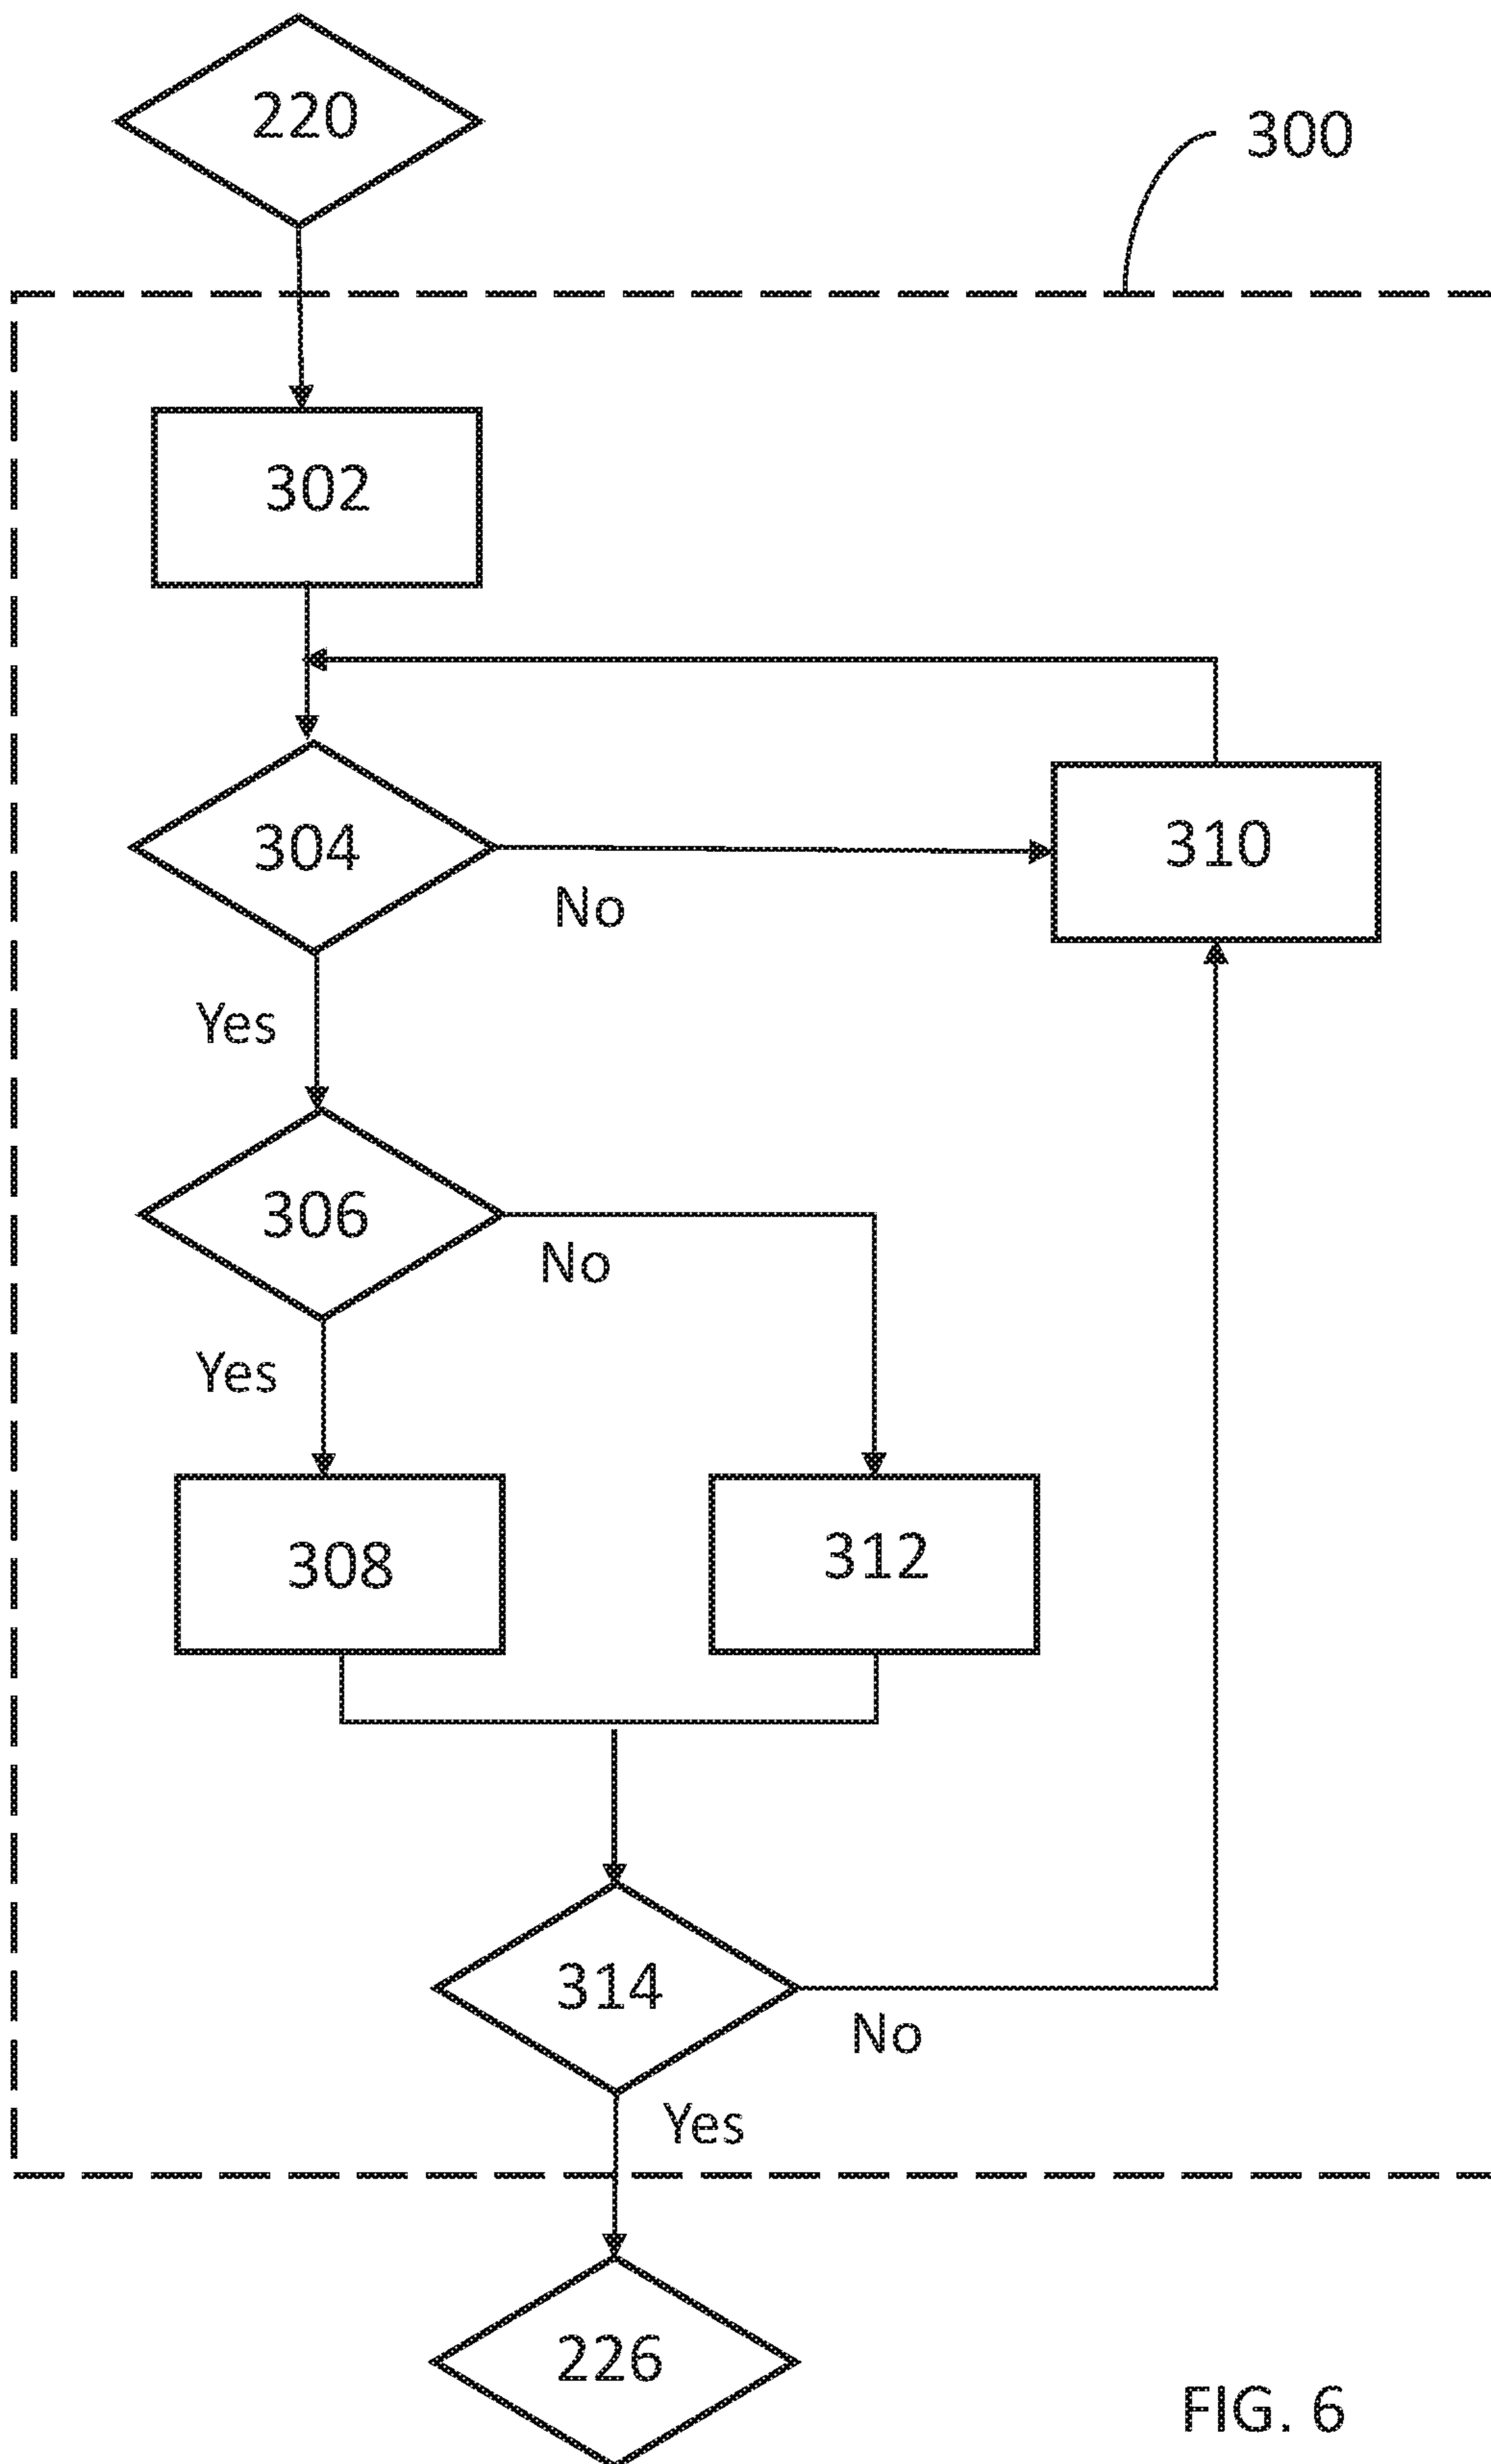 220
300
302
304
310
No
Yes
306
No
Yes
308
312
314
No
Yes
226
FIG. 6